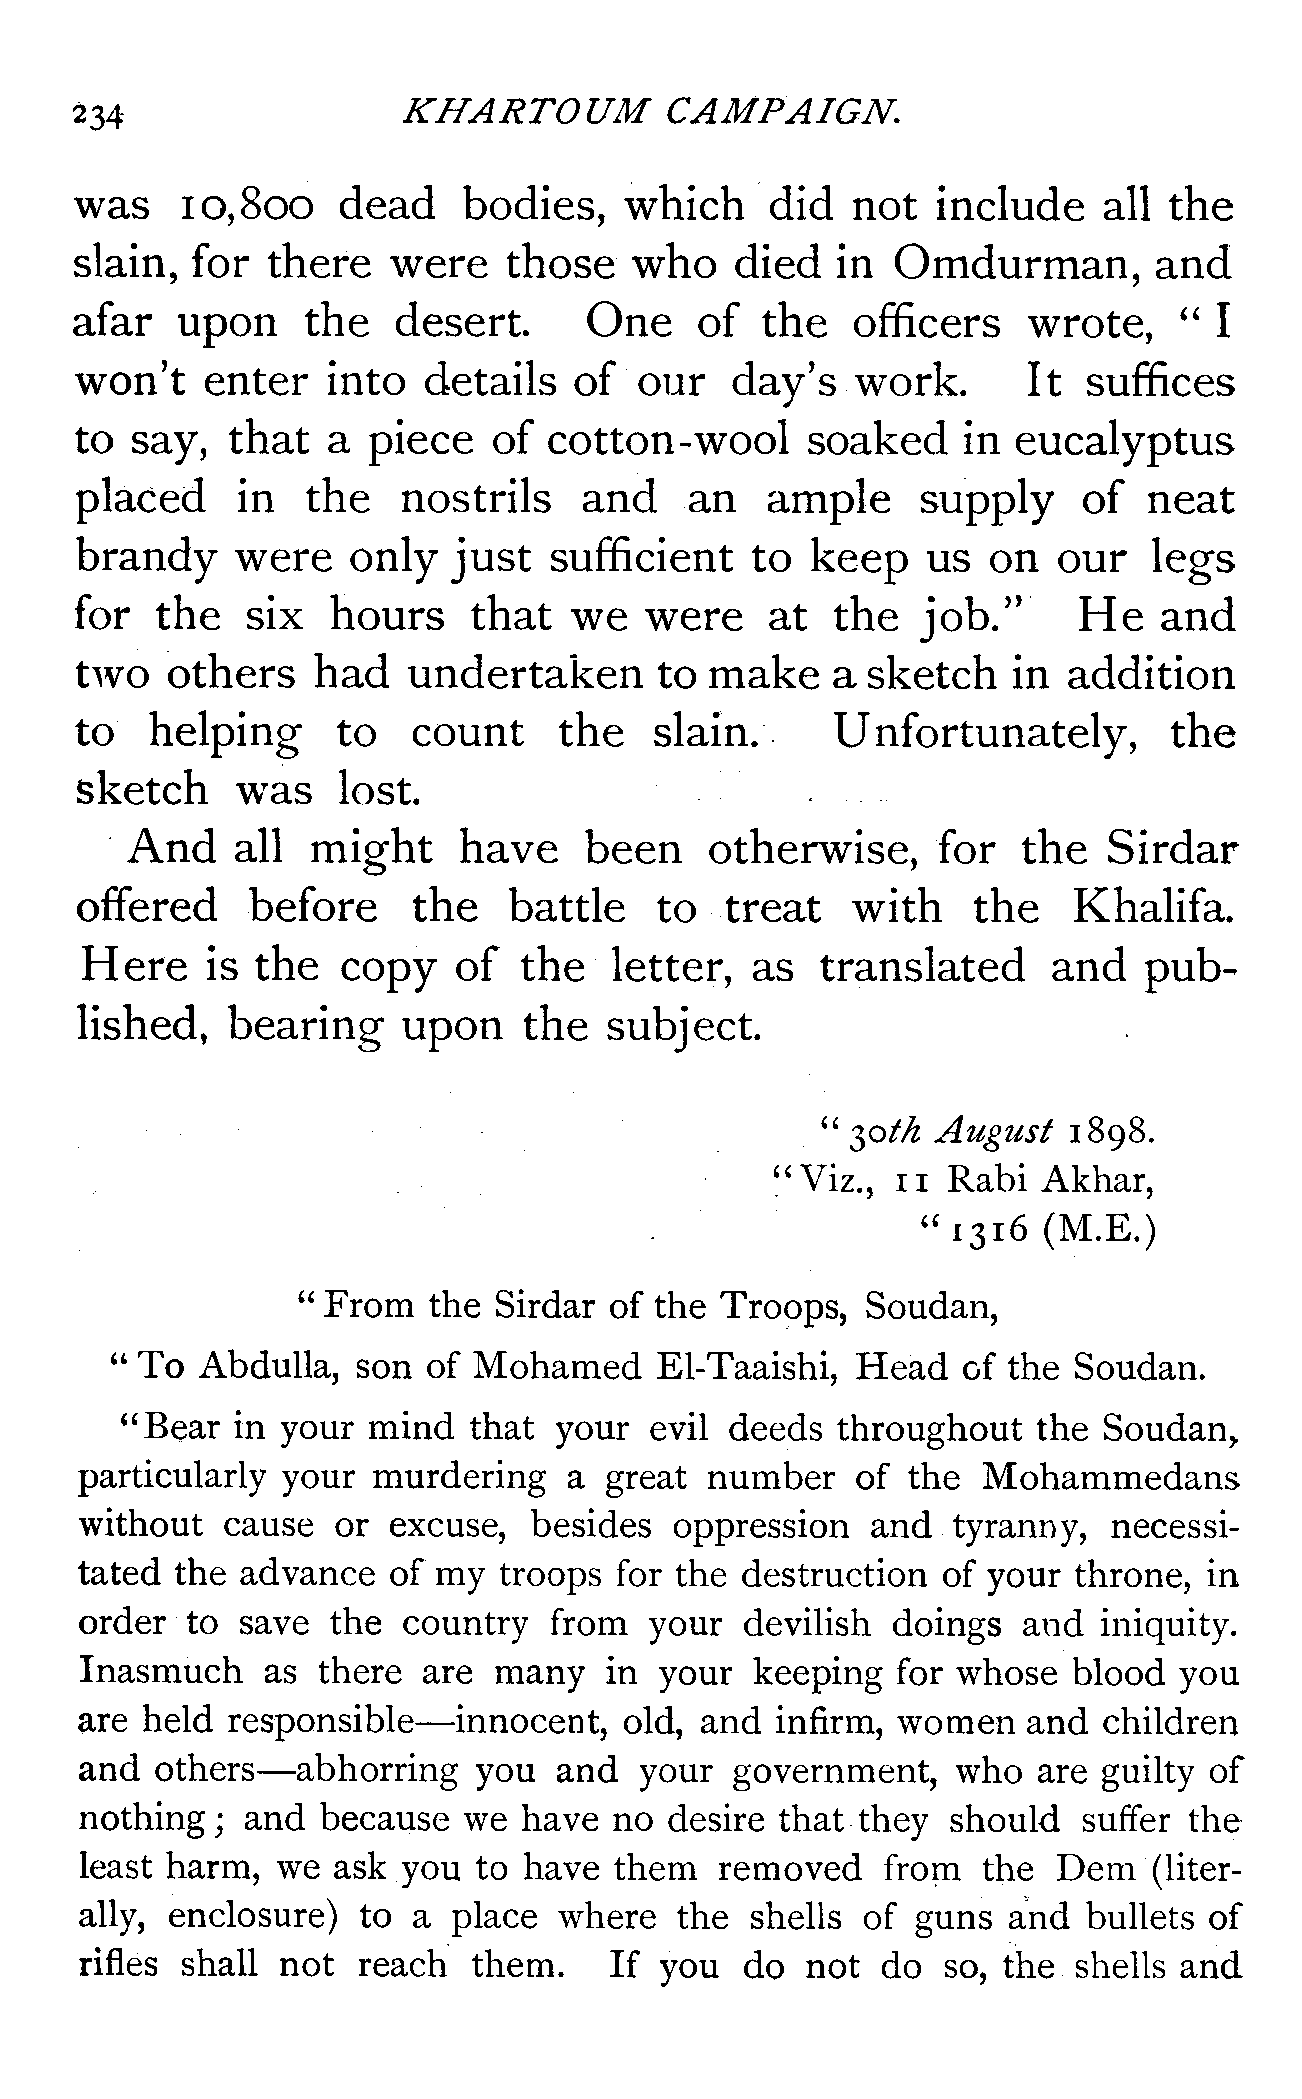 234 KHARTOUM CAMPAIGN.
was 10,800 dead bodies, which did not include all the
slain, for there were those who died in Omdurman, and
afar upon the desert. One of the officers wrote, “ I
won't enter into details of our day's work. It suffices
to say, that a piece of cotton-wool soaked in eucalyptus
placed in the nostrils and an ample supply of neat
brandy were only just sufficient to keep us on our legs
for the six hours that we were at the job.” He and
two others had undertaken to make a sketch in addition
to helping to count the slain. Unfortunately, the
sketch was lost.
And all might have been otherwise, for the Sirdar
offered before the battle to treat with the Khalifa.
Here is the copy of the letter, as translated and pub-
lished, bearing upon the subject.
“ 30th August 1898.
“ Viz., 11 Rabi Akhar,
“ 1316 (M.E.)
“ From the Sirdar of the Troops, Soudan,
“ To Abdulla, son of Mohamed El-Taaishi, Head of the Soudan.
“Bear in your mind that your evil deeds throughout the Soudan,
particularly your murdering a great number of the Mohammedans
without cause or excuse, besides oppression and tyranny, necessi-
tated the advance of my troops for the destruction of your throne, in
order to save the country from your devilish doings and iniquity.
Inasmuch as there are many in your keeping for whose blood you
are held responsible—innocent, old, and infirm, women and children
and others—abhorring you and your government, who are guilty of
nothing ; and because we have no desire that they should suffer the
least harm, we ask you to have them removed from the Dem (liter-
ally, enclosure) to a place where the shells of guns and bullets of
rifles shall not reach them. If you do not do so, the shells and